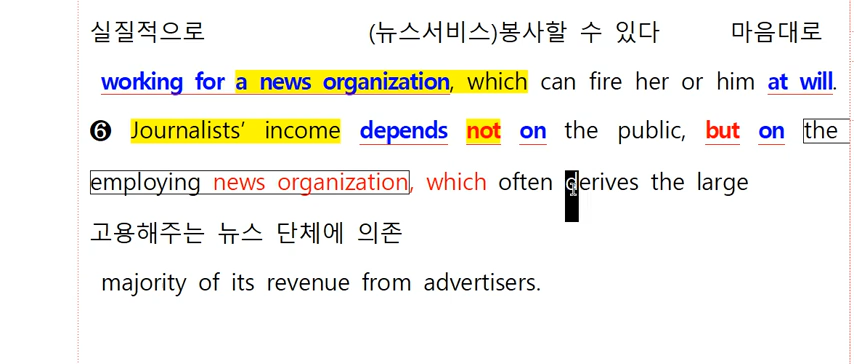 실질적으로 (뉴스서비스)봉사할 수 있다 마음대로
working for a news organization, which can fire her or him at will.
❻ Journalists' income depends not on the public, but on the
employing news organization, which often derives the large
고용해주는 뉴스 단체에 의존
majority of its revenue from advertisers.